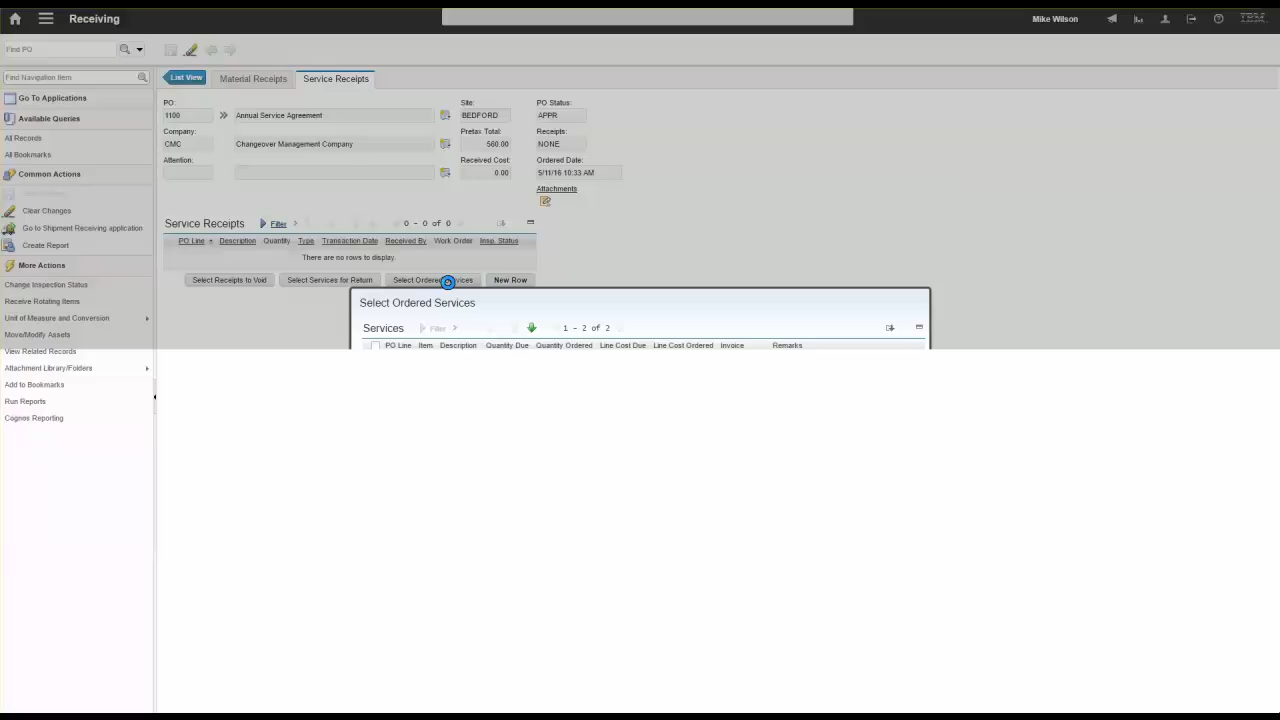 Receiving
Mike Wilson
IBM
Find PO
Find Navigation Item
Go To Applications
Available Queries
All Records
All Bookmarks
Common Actions
Clear Changes
Go to Shipment Receiving application
Create Report
More Actions
Change Inspection Status
Receive Rotating Items
Unit of Measure and Conversion
Move/Modify Assets
View Related Records
Attachment Library/Folders
Add to Bookmarks
Run Reports
Cognos Reporting
List View Material Receipts Service Receipts
PO: Site: PO Status:
1100 Annual Service Agreement BEDFORD APPR
Company: Pretax Total: Receipts:
CMC Changeover Management Company 560.00 NONE
Attention: Received Cost: Ordered Date:
0.00 5/11/16 10:33 AM
Attachments
Service Receipts Filter 0 - 0 of 0
PO Line Description Quantity Type Transaction Date Received By Work Order Insp. Status
There are no rows to display.
Select Receipts to Void Select Services for Return Select Ordered Services New Row
Select Ordered Services
Services Filter 1 - 2 of 2
PO Line Item Description Quantity Due Quantity Ordered Line Cost Due Line Cost Ordered Invoice Remarks